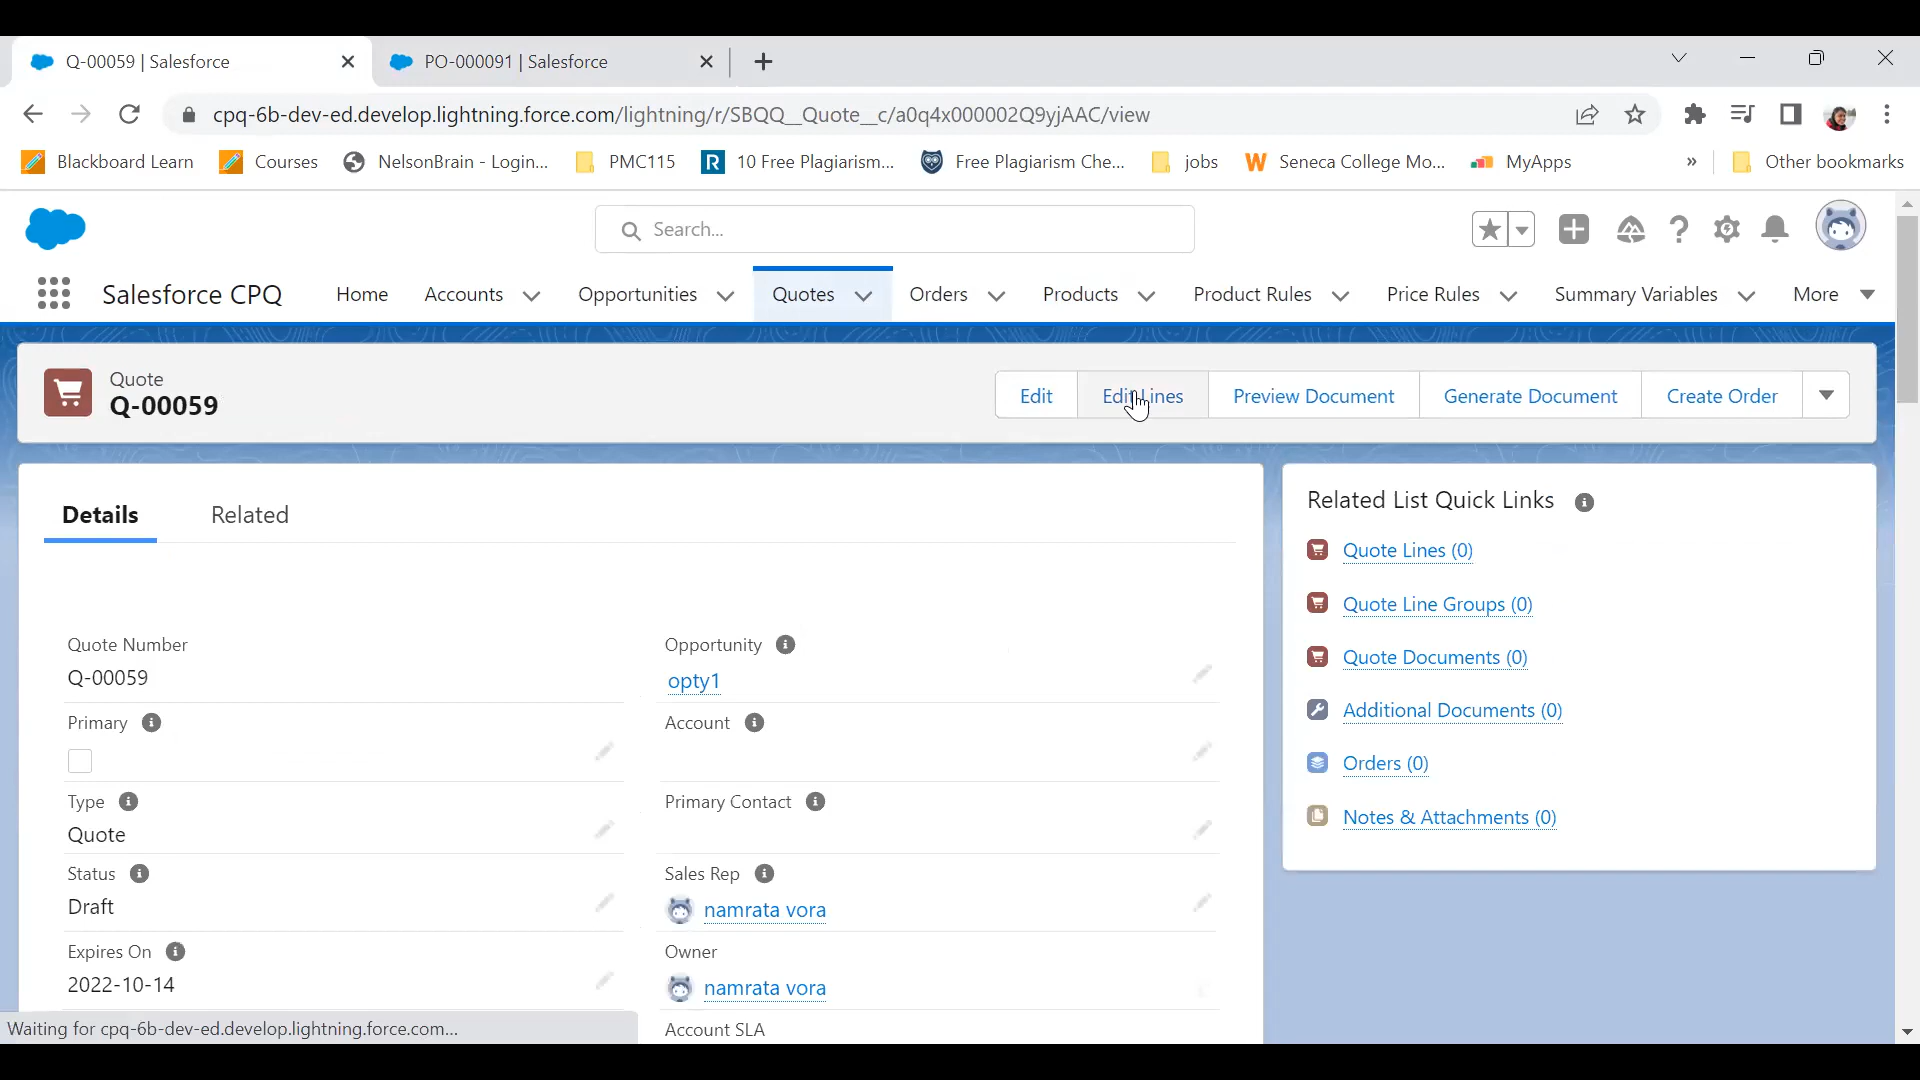 Q-00059 | Salesforce
PO-000091 | Salesforce
cpq-6b-dev-ed.develop.lightning.force.com/lightning/r/SBQQ__Quote__c/a0q4x000002Q9yjAAC/view
Blackboard Learn
Courses
NelsonBrain - Login...
PMC115
R
10 Free Plagiarism...
Free Plagiarism Che...
jobs
W
Seneca College Mo...
MyApps
»
Other bookmarks
Search...
Salesforce CPQ
Home
Accounts
Opportunities
Quotes
Orders
Products
Product Rules
Price Rules
Summary Variables
More
Quote
Q-00059
Edit
Edit Lines
Preview Document
Generate Document
Create Order
Details
Related
Related List Quick Links
Quote Lines (0)
Quote Line Groups (0)
Quote Documents (0)
Additional Documents (0)
Orders (0)
Notes & Attachments (0)
Quote Number
Q-00059
Opportunity
opty1
Primary
Account
Type
Quote
Primary Contact
Status
Draft
Sales Rep
namrata vora
Expires On
2022-10-14
Owner
namrata vora
Account SLA
Waiting for cpq-6b-dev-ed.develop.lightning.force.com...